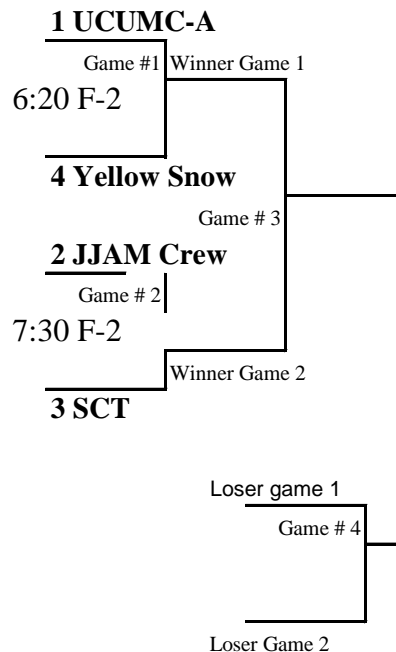 1 UCUMC-A
Game #1 Winner Game 1
6:20 F-2
4 Yellow Snow
Game # 3
2 JJAM Crew
Game # 2
7:30 F-2
Winner Game 2
3 SCT
Loser game 1
Game # 4
Loser Game 2